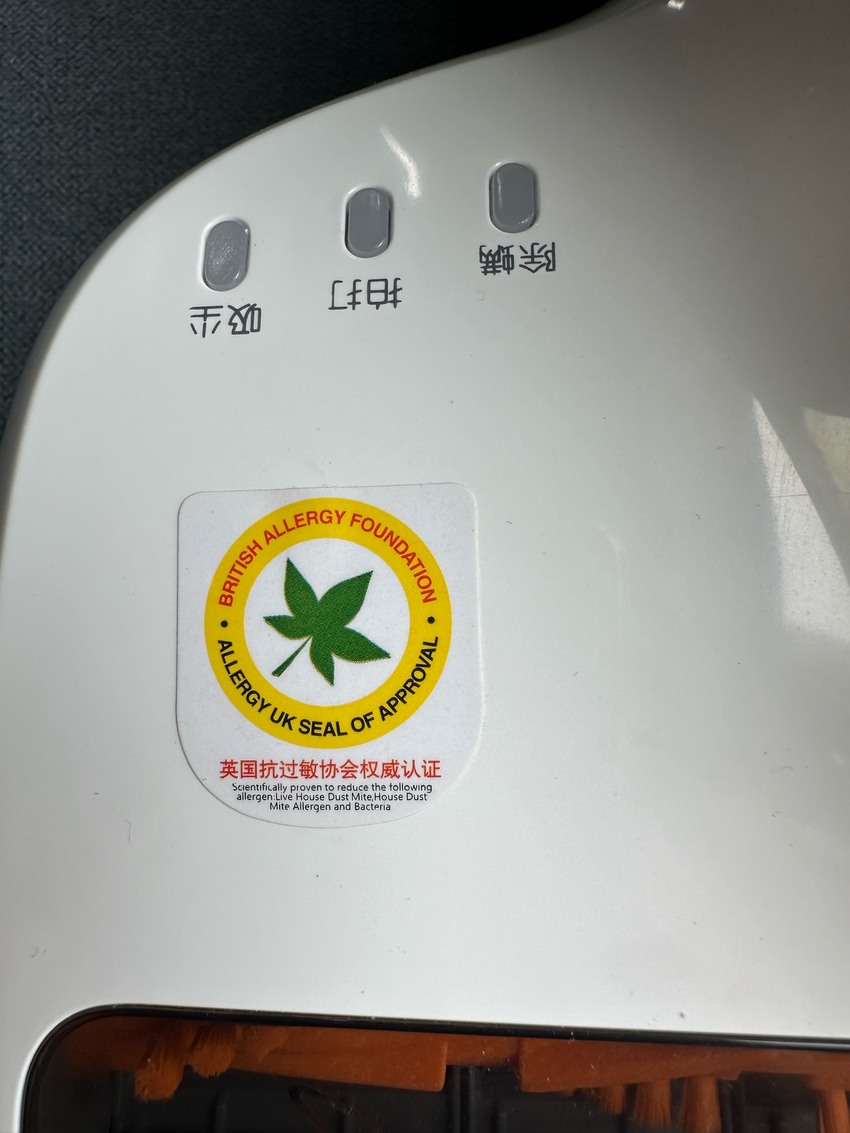 除螨
拍打
吸尘
BRITISH ALLERGY FOUNDATION
ALLERGY UK SEAL OF APPROVAL
英国抗过敏协会权威认证
Scientifically proven to reduce the following
allergen:Live House Dust Mite,House Dust
Mite Allergen and Bacteria